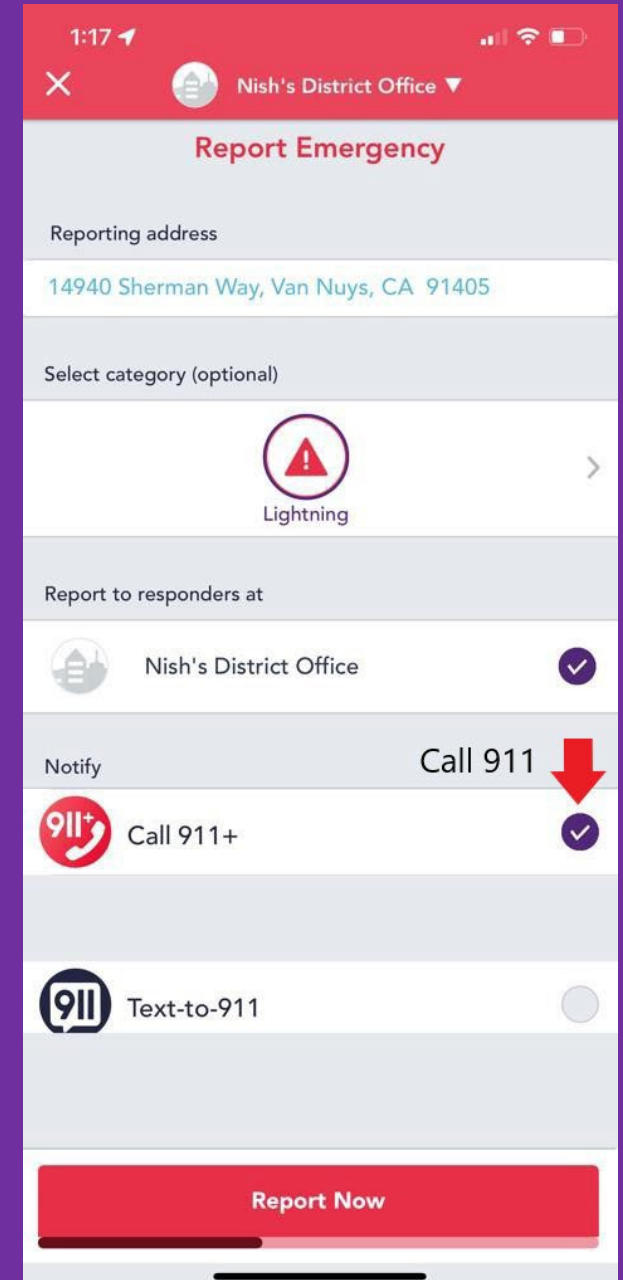 1:17
Nish's District Office ▼
Report Emergency
Reporting address
14940 Sherman Way, Van Nuys, CA 91405
Select category (optional)
Lightning
Report to responders at
Nish's District Office
Notify
Call 911
911+
Call 911+
911
Text-to-911
Report Now